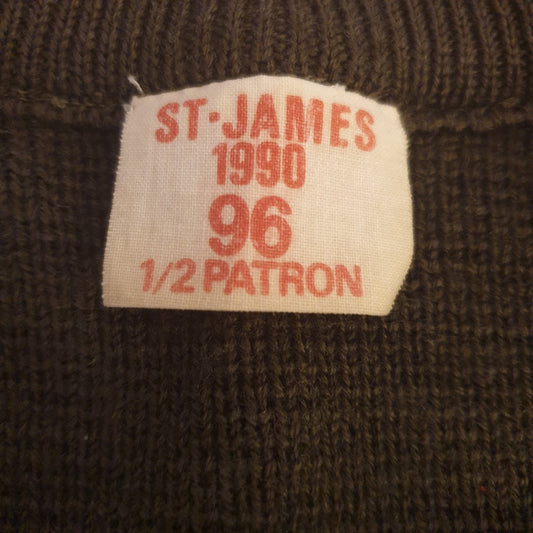 ST-JAMES
1990
96
1/2 PATRON